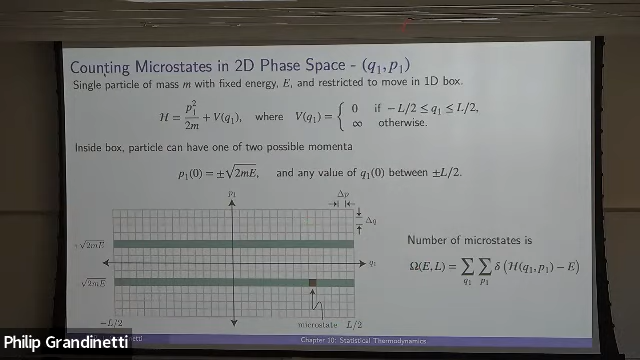 Counting Microstates in 2D Phase Space - (q₁, p₁)
Single particle of mass m with fixed energy, E, and restricted to move in 1D box.
ℋ = p₁²/2m + V(q₁), where V(q₁) = { 0 if −L/2 ≤ q₁ ≤ L/2,
∞ otherwise.
Inside box, particle can have one of two possible momenta
p₁(0) = ±√2mE, and any value of q₁(0) between ±L/2.
p₁
Δp
Δq
+√2mE
q₁
√2mE
−L/2
microstate
L/2
Number of microstates is
Ω(E, L) = ∑q₁ ∑p₁ δ (ℋ(q₁, p₁) − E)
Philip Grandinetti
Chapter 10: Statistical Thermodynamics